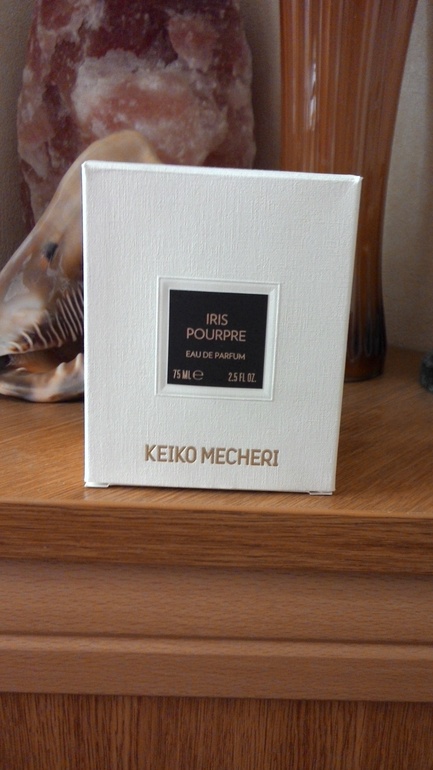 IRIS
POURPRE
EAU DE PARFUM
75 ML ℮ 2.5 FL. OZ.
KEIKO MECHERI